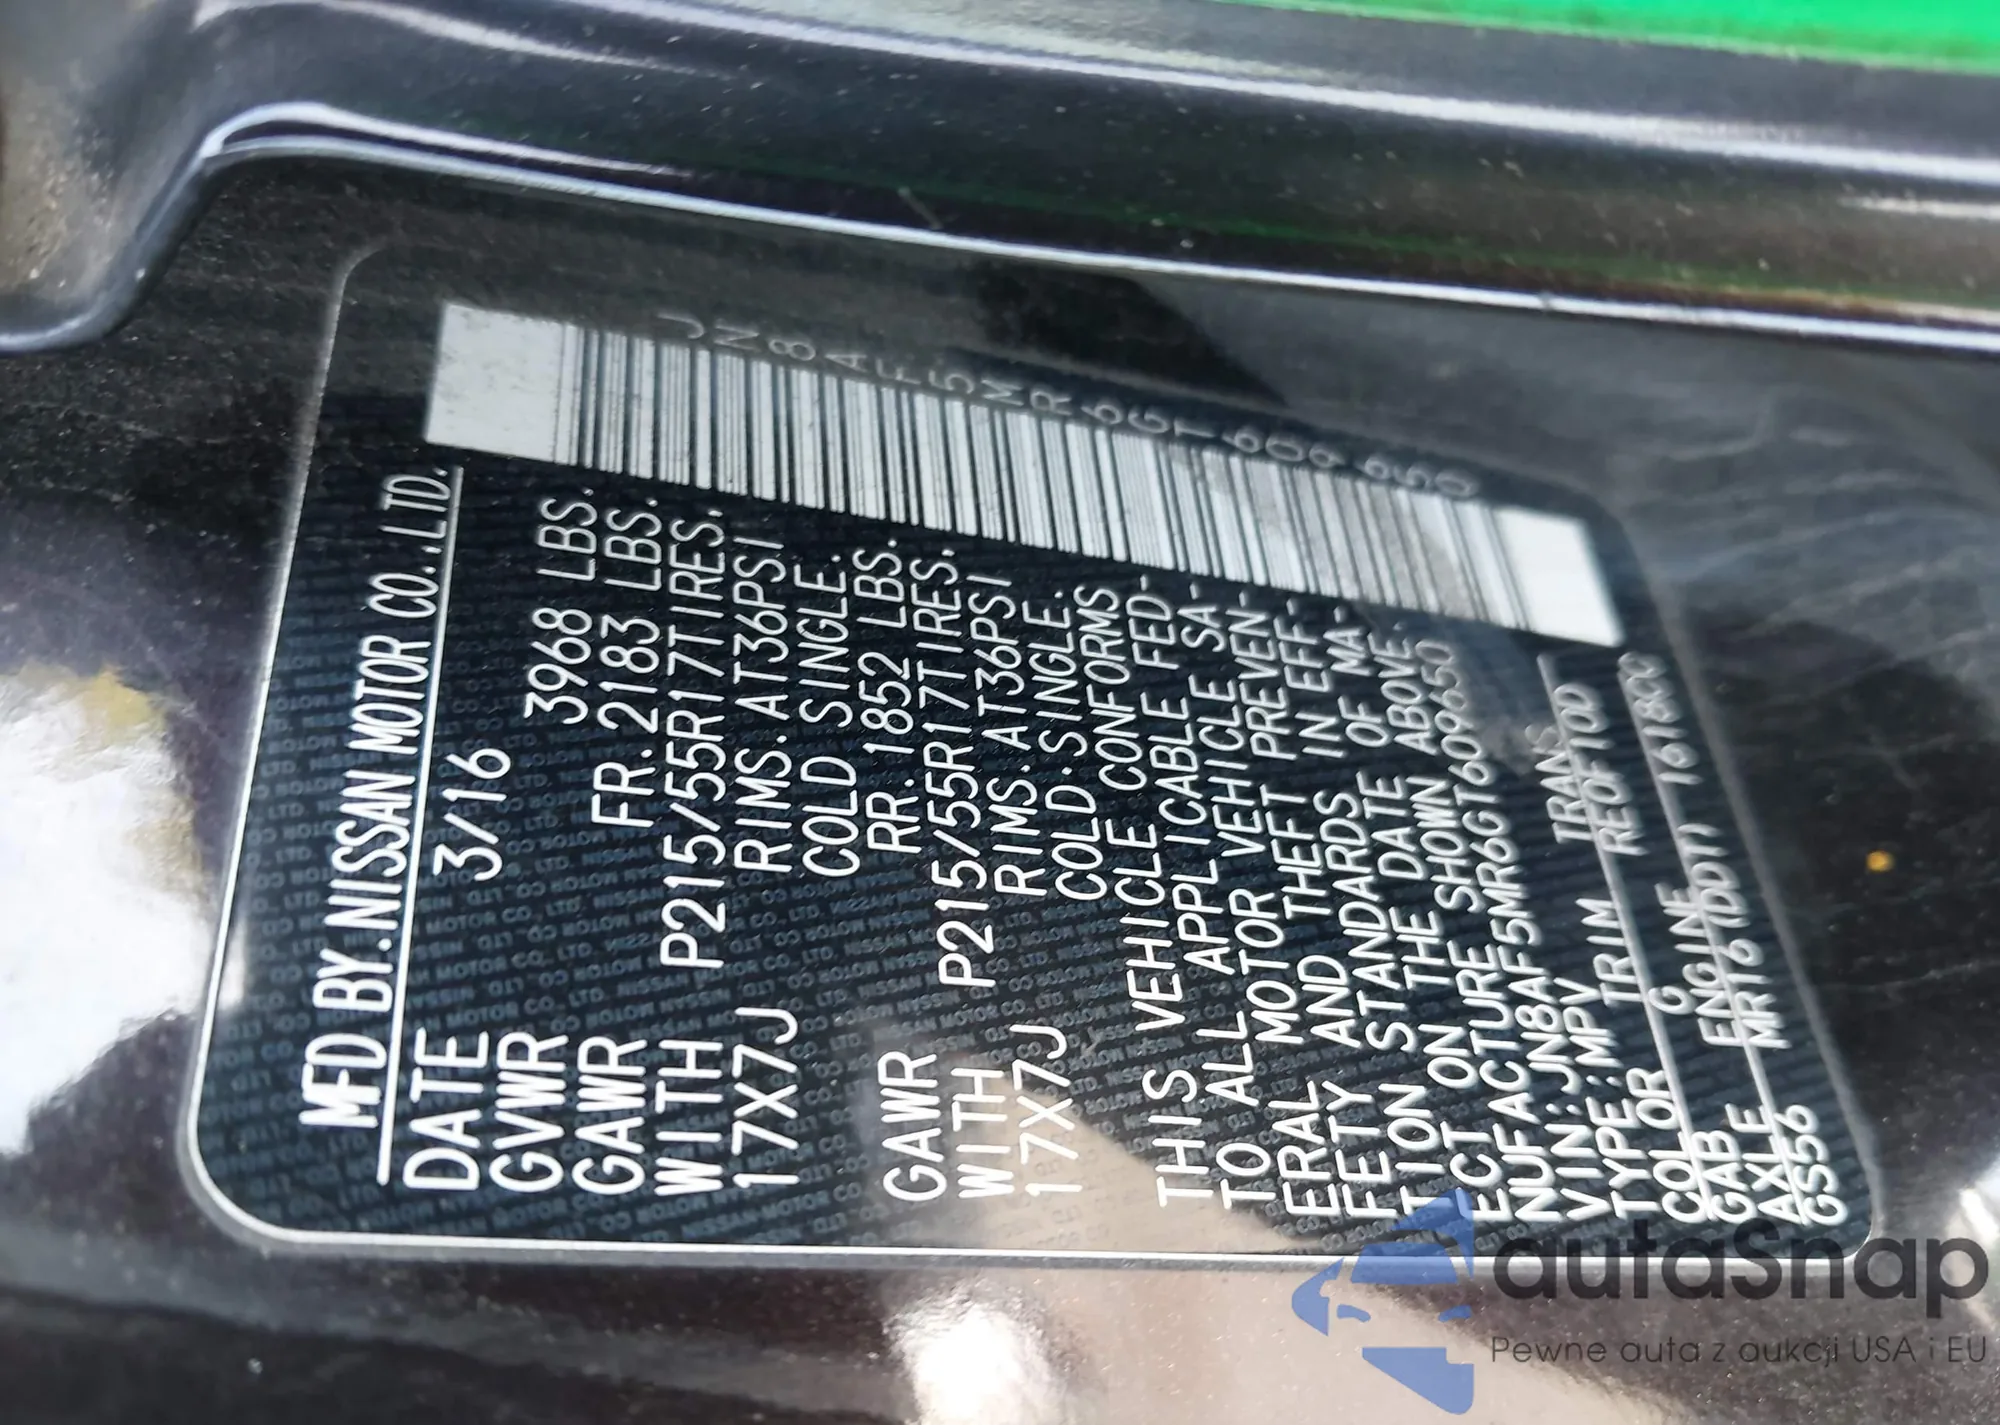 JN8AF5MR6GT609650
MFD BY.NISSAN MOTOR CO.,LTD.
DATE 3/16
GVWR 3968 LBS.
GAWR FR.2183 LBS.
WITH P215/55R17TIRES.
17X7J RIMS.AT36PSI
COLD SINGLE.
GAWR RR.1852 LBS.
WITH P215/55R17TIRES.
17X7J RIMS.AT36PSI
COLD.SINGLE.
THIS VEHICLE CONFORMS
TO ALL APPLICABLE FED-
ERAL MOTOR VEHICLE SA-
FETY AND THEFT PREVEN-
TION STANDARDS IN EFF-
ECT ON THE DATE OF MA-
NUFACTURE SHOWN ABOVE.
VIN:JN8AF5MR6GT609650
TYPE:MPV
COLOR TRIM TRANS
GAB G RE0F10D
AXLE ENGINE
GS56 MR16(DD17) 1618CC
autaSnap
Pewne auta z aukcji USA i EU